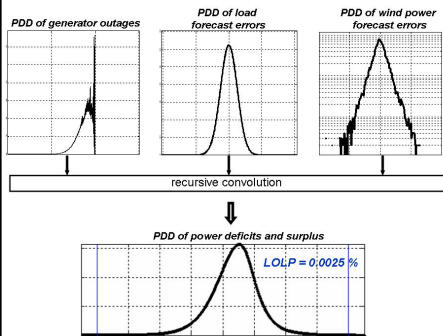 PDD of generator outages
PDD of load
forecast errors
PDD of wind power
forecast errors
recursive convolution
PDD of power deficits and surplus
LOLP = 0.0025 %